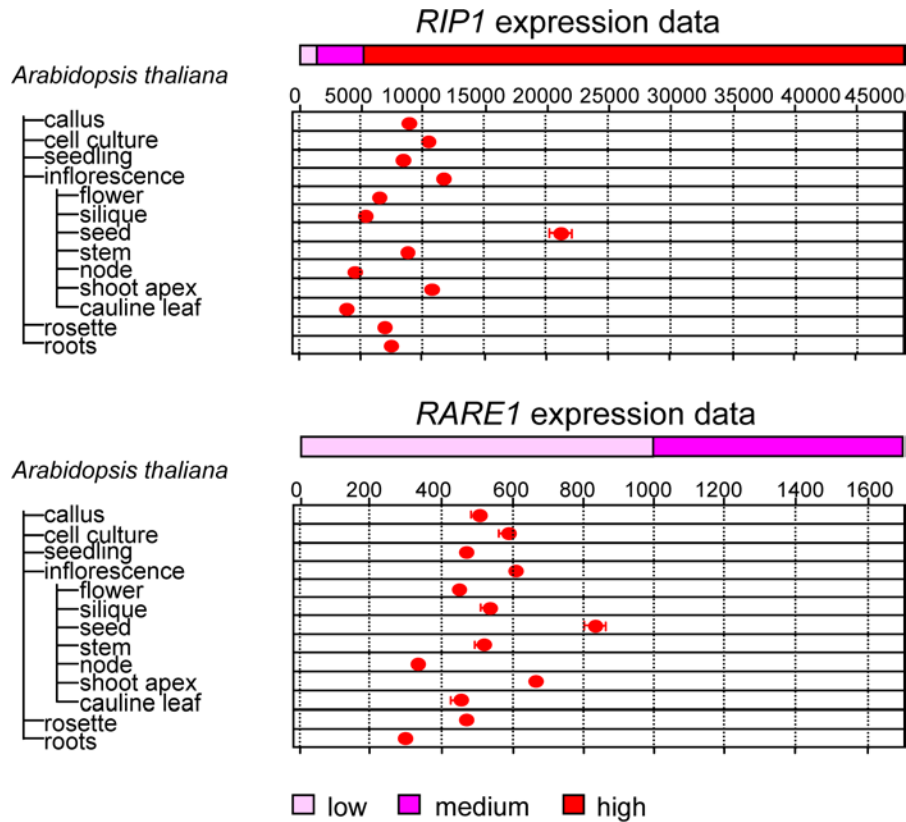 RIP1 expression data
Arabidopsis thaliana
0 5000 10000 15000 20000 25000 30000 35000 40000 45000
callus
cell culture
seedling
inflorescence
flower
silique
seed
stem
node
shoot apex
cauline leaf
rosette
roots
RARE1 expression data
Arabidopsis thaliana
0 200 400 600 800 1000 1200 1400 1600
callus
cell culture
seedling
inflorescence
flower
silique
seed
stem
node
shoot apex
cauline leaf
rosette
roots
low medium high